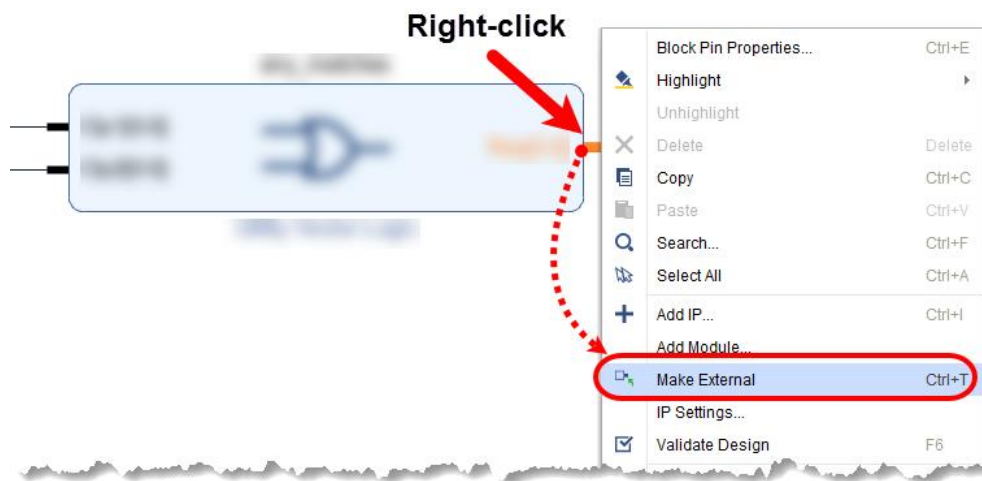 Right-click
Block Pin Properties... Ctrl+E
Highlight
Unhighlight
Delete Delete
Copy Ctrl+C
Paste Ctrl+V
Search... Ctrl+F
Select All Ctrl+A
Add IP... Ctrl+I
Add Module...
Make External Ctrl+T
IP Settings...
Validate Design F6